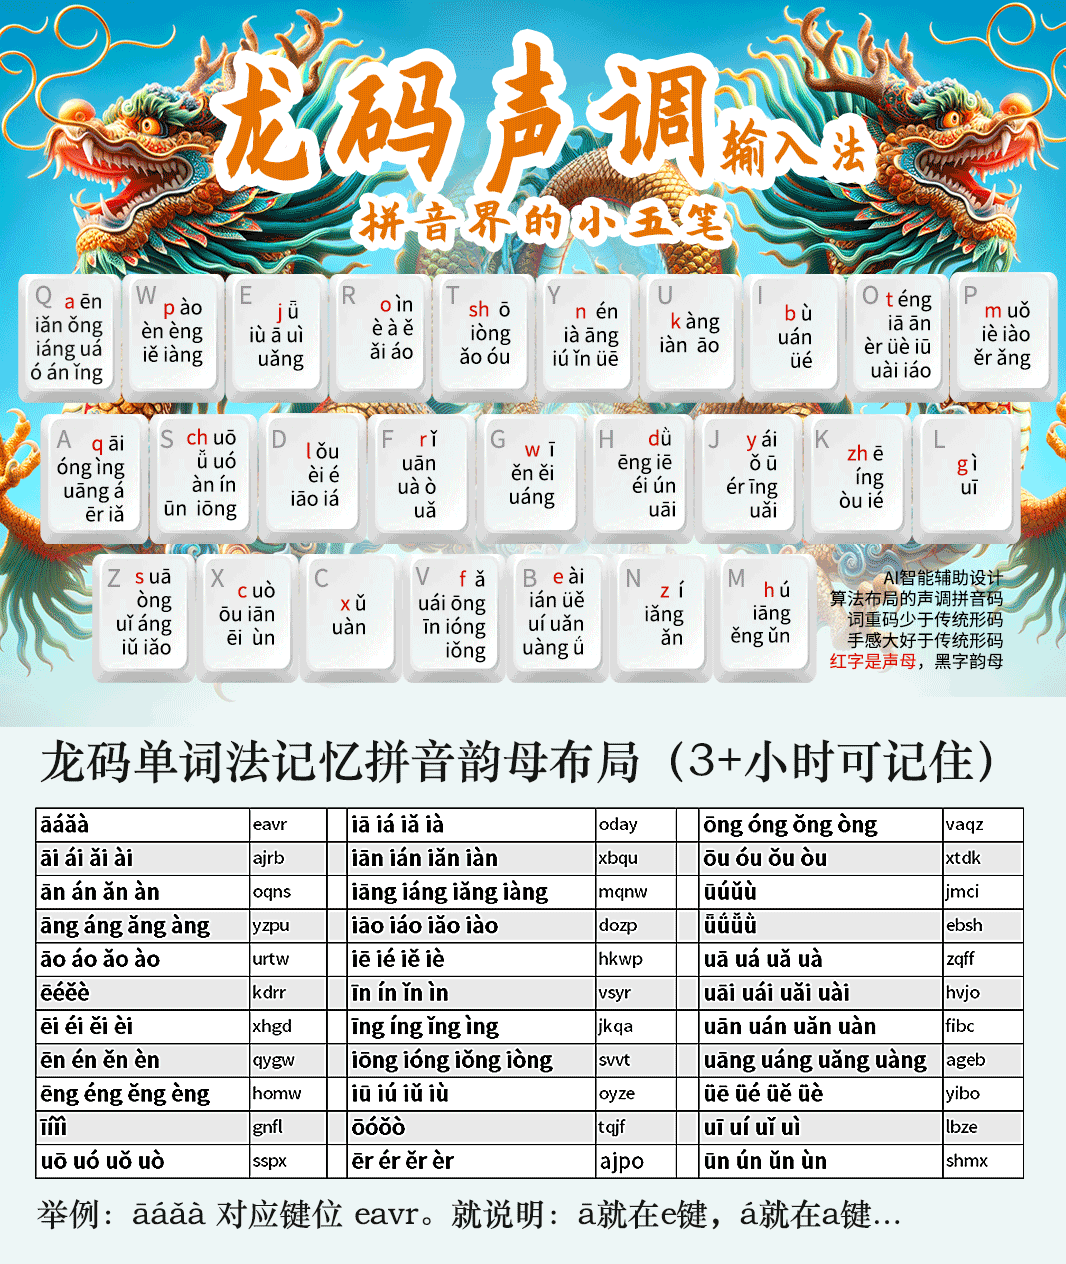 龙码声调输入法
拼音界的小五笔
Q a ēn
iǎn ǒng
iáng uá
ó án ǐng
W p ào
èn èng
iě iàng
E j ǖ
iù ā uì
uǎng
R o ìn
è à ě
ǎi áo
T sh ō
iòng
ǎo óu
Y n én
ià āng
iú ǐn üē
U k àng
iàn āo
I b ù
uán
üé
O t éng
iā ān
èr üè iū
uài iáo
P m uǒ
iè iào
ěr ǎng
A q āi
óng ìng
uāng á
ēr iǎ
S ch uō
ǚ uó
àn ín
ūn iōng
D l ǒu
èi é
iāo iá
F r ǐ
uān
uà ò
uǎ
G w ī
ěn ěi
uáng
H d ǜ
ēng iē
éi ún
uāi
J y ái
ǒ ū
ér īng
uǎi
K zh ē
íng
òu ié
L
g ì
uī
Z s uā
òng
uǐ áng
iǔ iǎo
X c uò
ōu iān
ēi ùn
C
x ǔ
uàn
V f ǎ
uái ōng
īn ióng
iǒng
B e ài
ián üě
uí uǎn
uàng ǘ
N z í
iǎng
ǎn
M h ú
iāng
ěng ǔn
AI智能辅助设计
算法布局的声调拼音码
词重码少于传统形码
手感大好于传统形码
红字是声母，黑字韵母
龙码单词法记忆拼音韵母布局（3+小时可记住）
āáǎà eavr iā iá iǎ ià oday ōng óng ǒng òng vaqz
āi ái ǎi ài ajrb iān ián iǎn iàn xbqu ōu óu ǒu òu xtdk
ān án ǎn àn oqns iāng iáng iǎng iàng mqnw ūúǔù jmci
āng áng ǎng àng yzpu iāo iáo iǎo iào dozp ǖǘǚǜ ebsh
āo áo ǎo ào urtw iē ié iě iè hkwp uā uá uǎ uà zqff
ēéěè kdrr īn ín ǐn ìn vsyr uāi uái uǎi uài hvjo
ēi éi ěi èi xhgd īng íng ǐng ìng jkqa uān uán uǎn uàn fibc
ēn én ěn èn qygw iōng ióng iǒng iòng svvt uāng uáng uǎng uàng ageb
ēng éng ěng èng homw iū iú iǔ iù oyze üē üé üě üè yibo
īíǐì gnfl ōóǒò tqjf uī uí uǐ uì lbze
uō uó uǒ uò sspx ēr ér ěr èr ajpo ūn ún ǔn ùn shmx
举例：āáǎà 对应键位 eavr。就说明：ā就在e键，á就在a键...